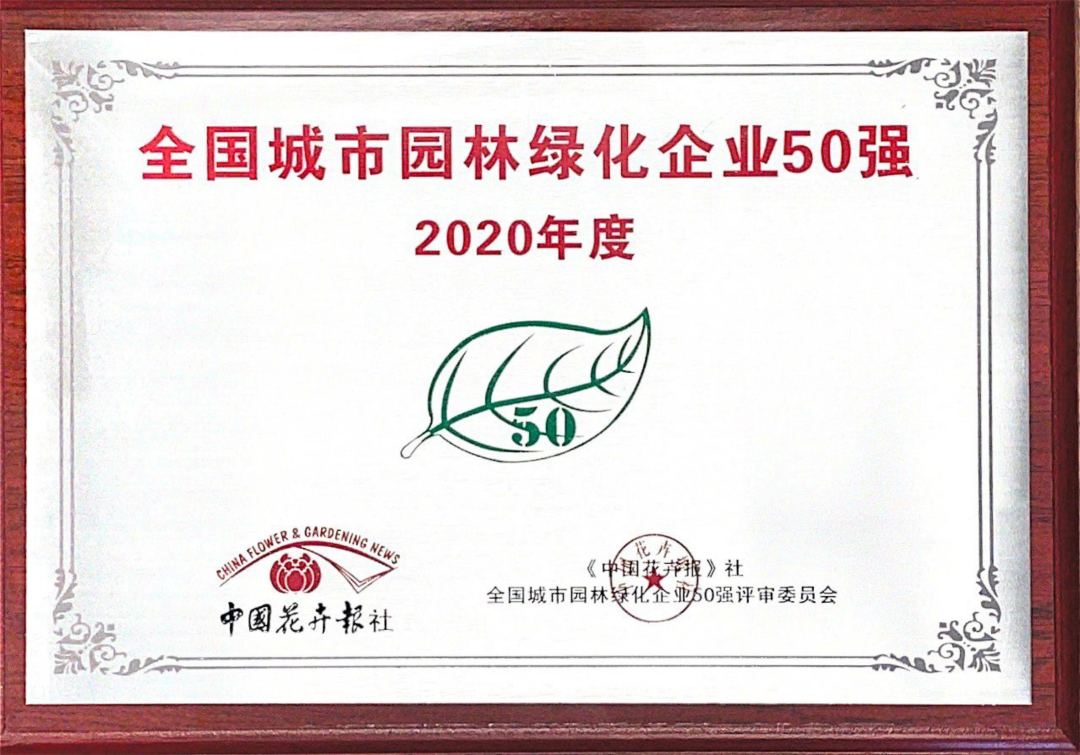 全国城市园林绿化企业50强
2020年度
50
CHINA FLOWER & GARDENING NEWS
中國花卉報社
《中国花卉报》社
全国城市园林绿化企业50强评审委员会